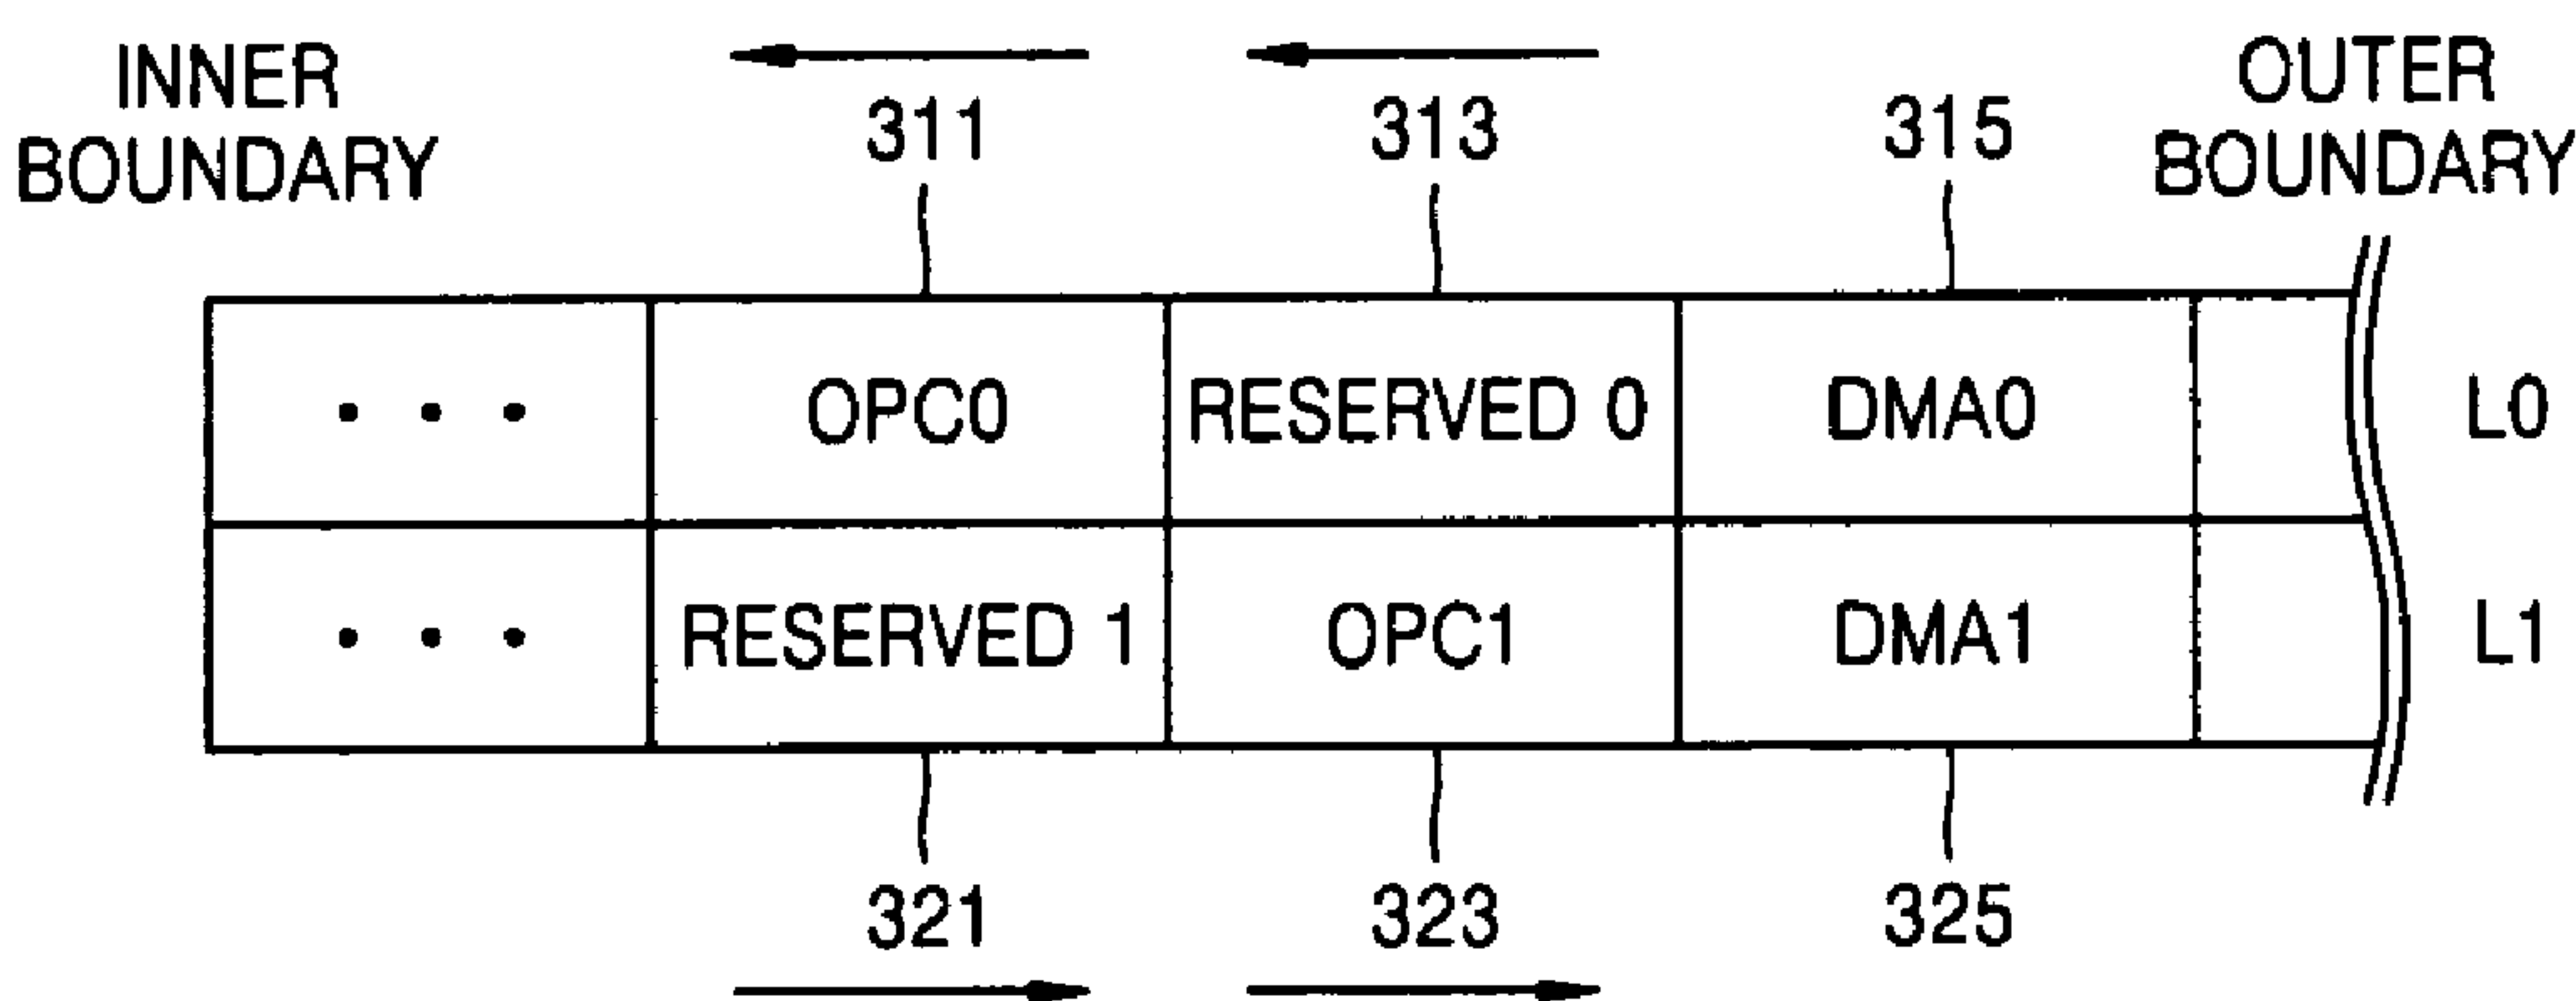 INNER
BOUNDARY
311
313
315
OUTER
BOUNDARY
• • •
OPC0
RESERVED 0
DMA0
L0
• • •
RESERVED 1
OPC1
DMA1
L1
321
323
325